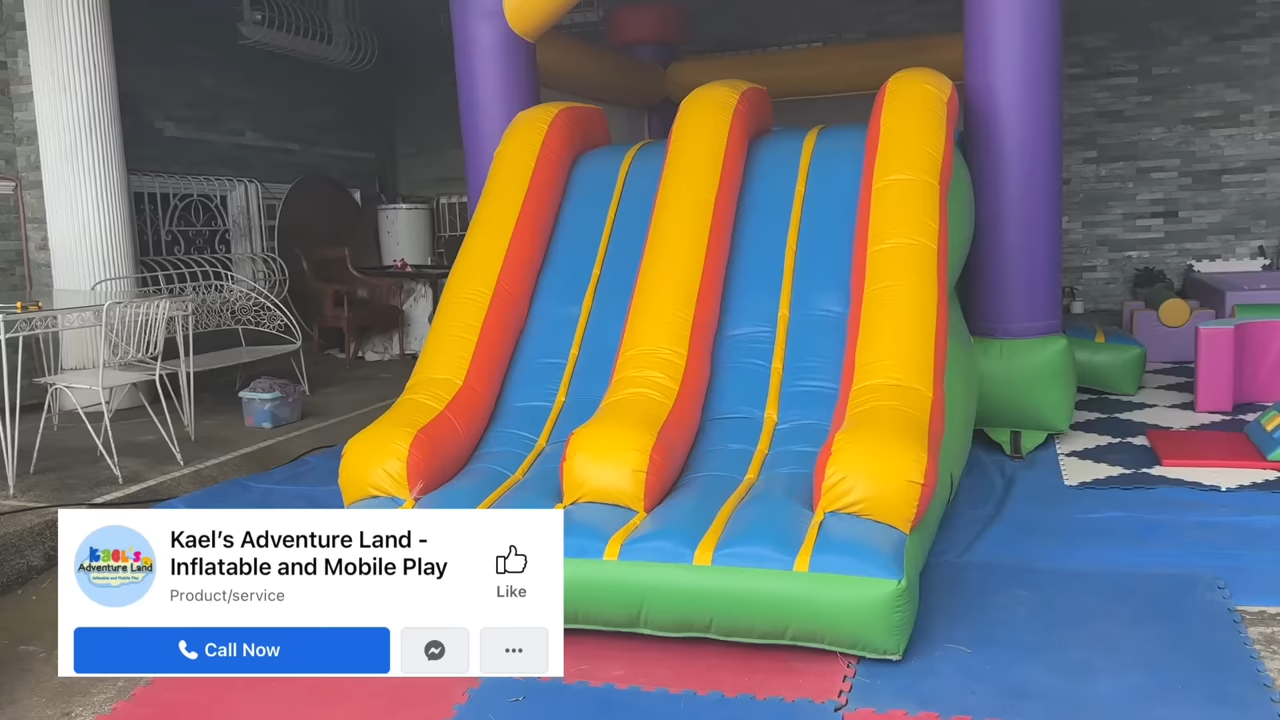 Kael's
Adventure Land
Inflatable and Mobile Play
Kael's Adventure Land -
Inflatable and Mobile Play
Product/service
Like
Call Now